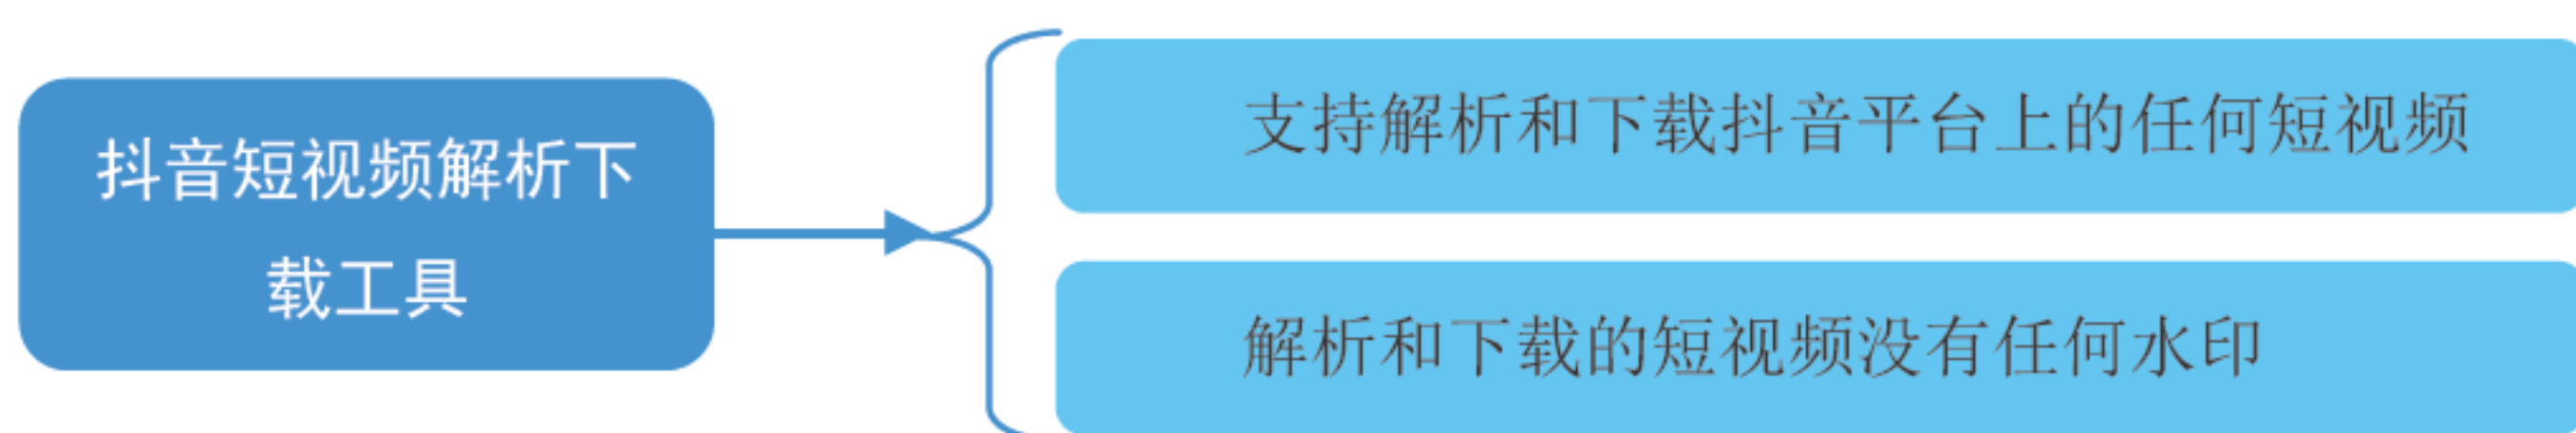 抖音短视频解析下
载工具
支持解析和下载抖音平台上的任何短视频
解析和下载的短视频没有任何水印